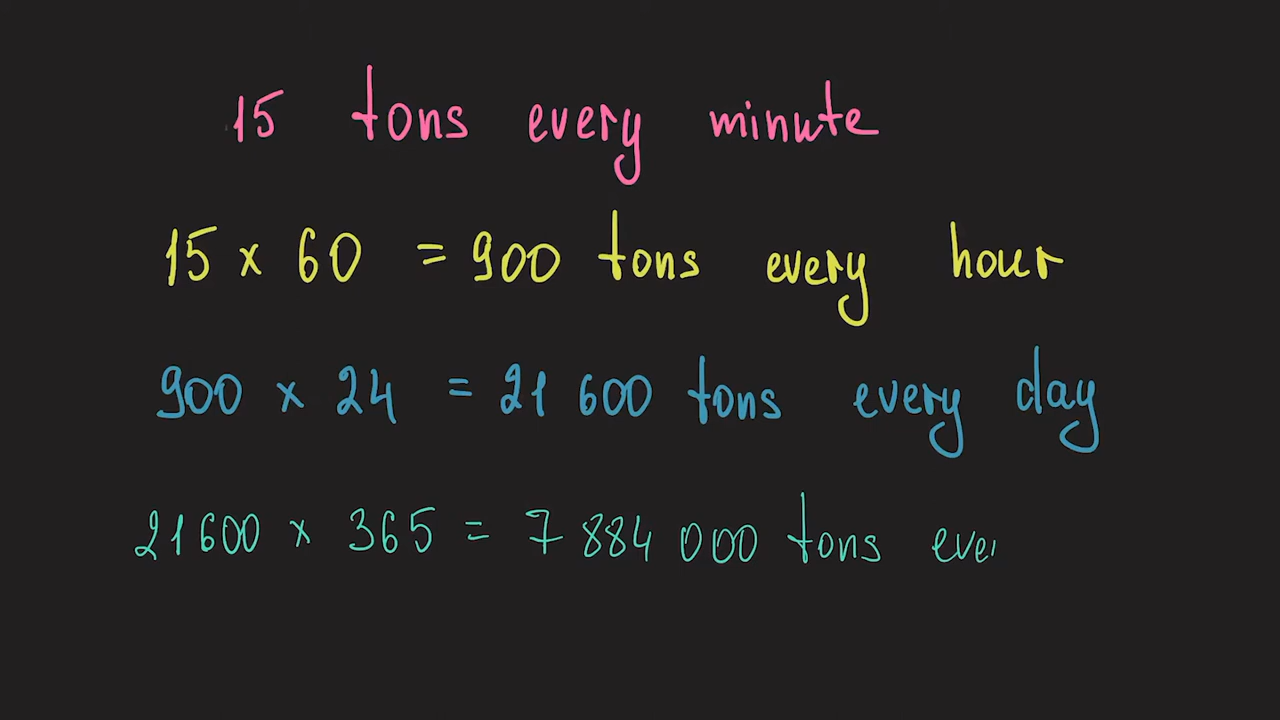 15 tons every minute
15 × 60 = 900 tons every hour
900 × 24 = 21 600 tons every day
21600 × 365 = 7 884 000 tons eve